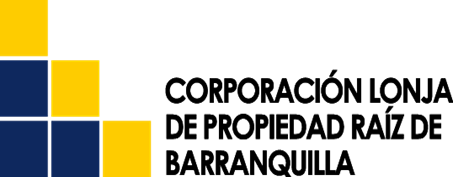 CORPORACIÓN LONJA
DE PROPIEDAD RAÍZ DE
BARRANQUILLA